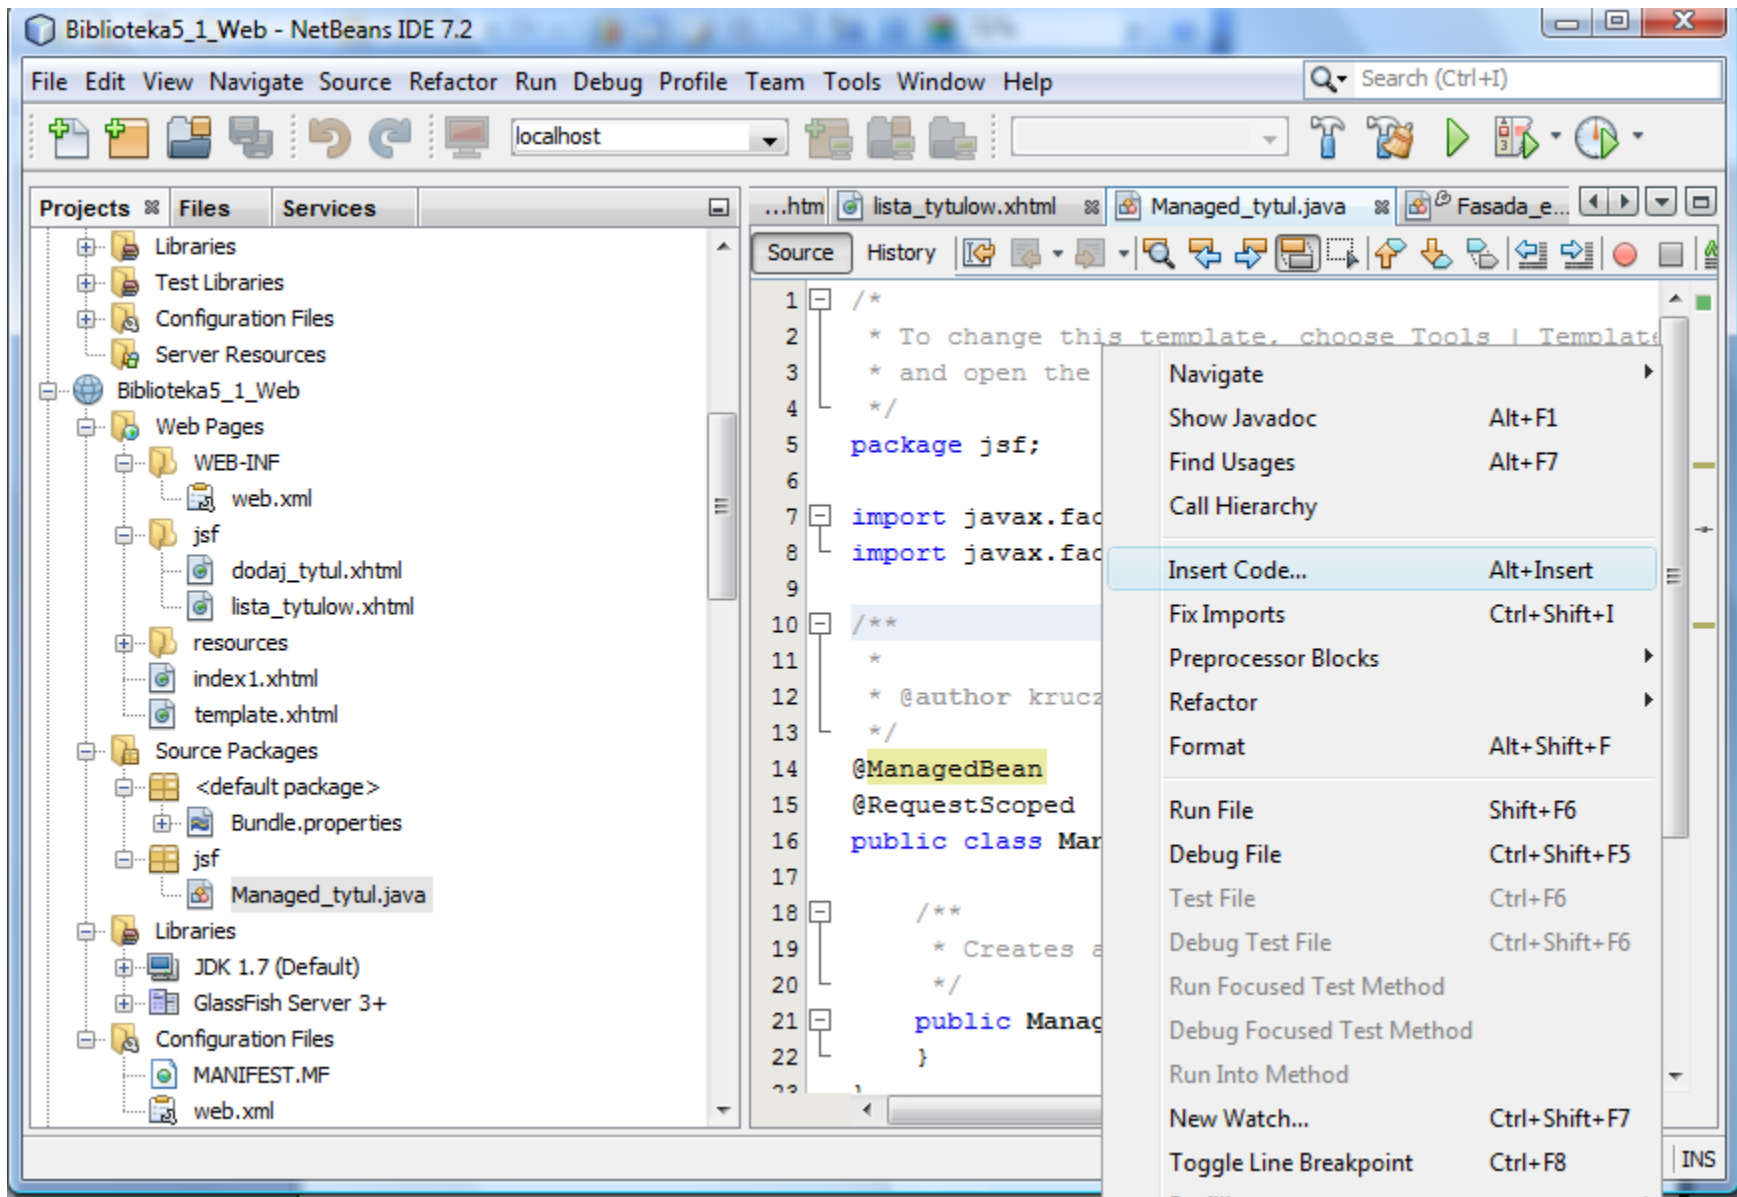 Biblioteka5_1_Web - NetBeans IDE 7.2
File Edit View Navigate Source Refactor Run Debug Profile Team Tools Window Help
Search (Ctrl+I)
localhost
Projects Files Services
Libraries
Test Libraries
Configuration Files
Server Resources
Biblioteka5_1_Web
Web Pages
WEB-INF
web.xml
jsf
dodaj_tytul.xhtml
lista_tytulow.xhtml
resources
index1.xhtml
template.xhtml
Source Packages
<default package>
Bundle.properties
jsf
Managed_tytul.java
Libraries
JDK 1.7 (Default)
GlassFish Server 3+
Configuration Files
MANIFEST.MF
web.xml
...htm lista_tytulow.xhtml Managed_tytul.java Fasada_e...
Source History
1 /*
2 * To change this template, choose Tools | Template
3 * and open the
4 */
5 package jsf;
6
7 import javax.fac
8 import javax.fac
9
10 /**
11 *
12 * @author krucz
13 */
14 @ManagedBean
15 @RequestScoped
16 public class Man
17
18 /**
19 * Creates a
20 */
21 public Manag
22 }
23 }
Navigate
Show Javadoc Alt+F1
Find Usages Alt+F7
Call Hierarchy
Insert Code... Alt+Insert
Fix Imports Ctrl+Shift+I
Preprocessor Blocks
Refactor
Format Alt+Shift+F
Run File Shift+F6
Debug File Ctrl+Shift+F5
Test File Ctrl+F6
Debug Test File Ctrl+Shift+F6
Run Focused Test Method
Debug Focused Test Method
Run Into Method
New Watch... Ctrl+Shift+F7
Toggle Line Breakpoint Ctrl+F8
INS